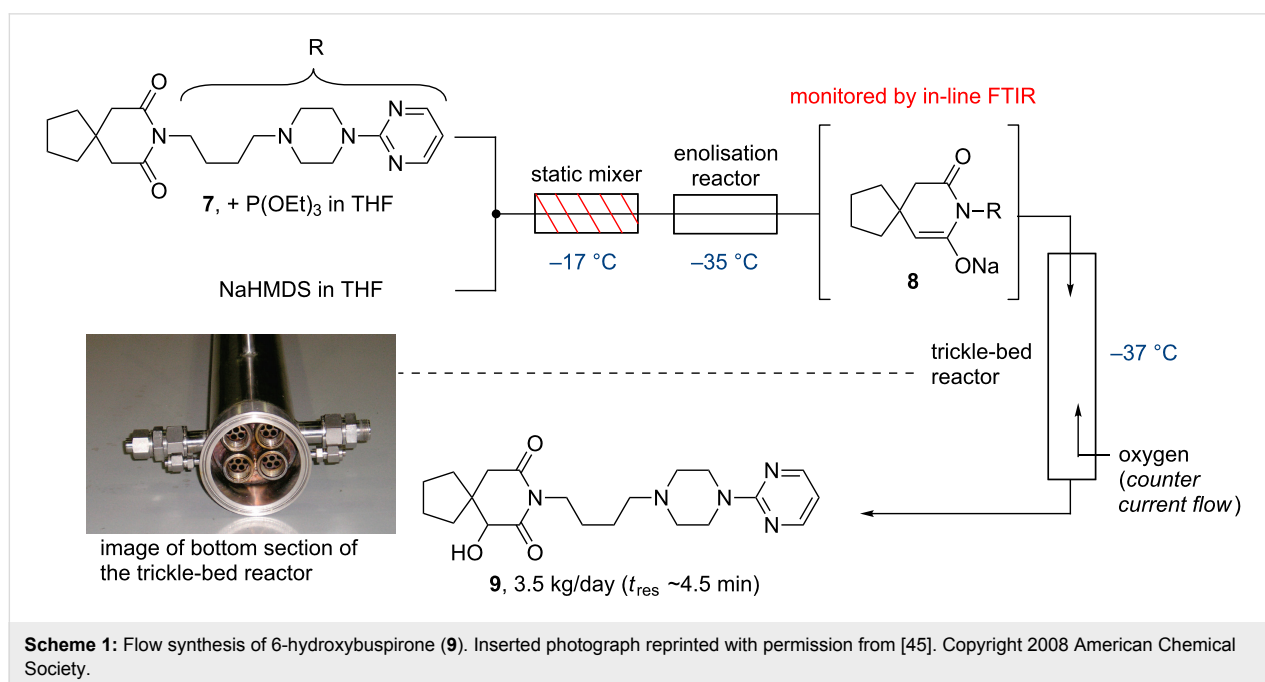 R
monitored by in-line FTIR
O
N
N
N
N
N
O
7, + P(OEt)3 in THF
static mixer
enolisation
reactor
–17 °C
–35 °C
O
N–R
ONa
8
NaHMDS in THF
trickle-bed
reactor
–37 °C
oxygen
(counter
current flow)
O
N
N
N
N
N
HO
O
9, 3.5 kg/day (tres ~4.5 min)
image of bottom section of
the trickle-bed reactor
Scheme 1: Flow synthesis of 6-hydroxybuspirone (9). Inserted photograph reprinted with permission from [45]. Copyright 2008 American Chemical
Society.